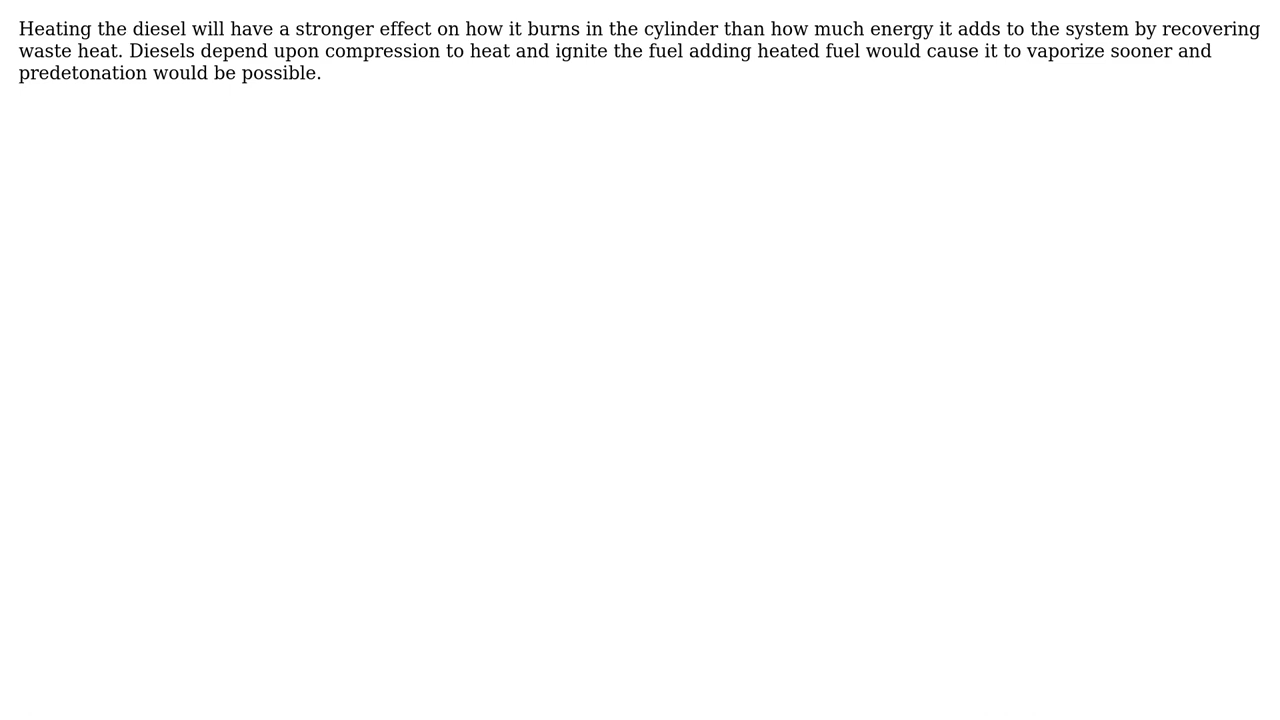 Heating the diesel will have a stronger effect on how it burns in the cylinder than how much energy it adds to the system by recovering
waste heat. Diesels depend upon compression to heat and ignite the fuel adding heated fuel would cause it to vaporize sooner and
predetonation would be possible.